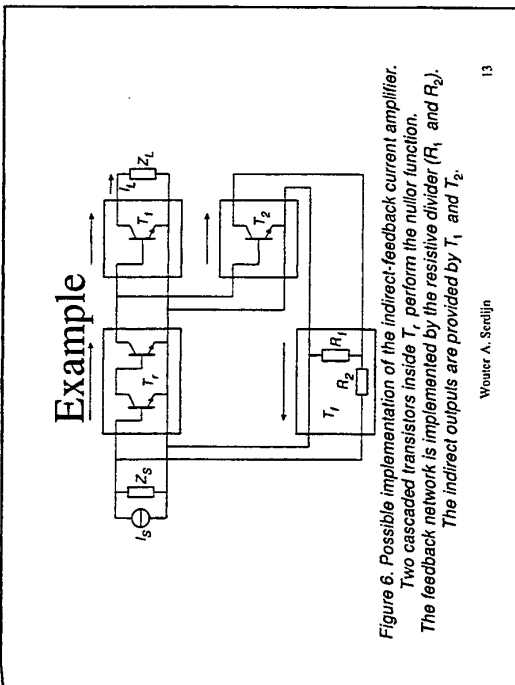 Example
I_S
Z_S
T_r
T_1
I_L
Z_L
T_2
T_f
R_2
R_1
Figure 6. Possible implementation of the indirect-feedback current amplifier.
Two cascaded transistors inside T_r perform the nullor function.
The feedback network is implemented by the resistive divider (R_1 and R_2).
The indirect outputs are provided by T_1 and T_2.
Wouter A. Serdijn
13